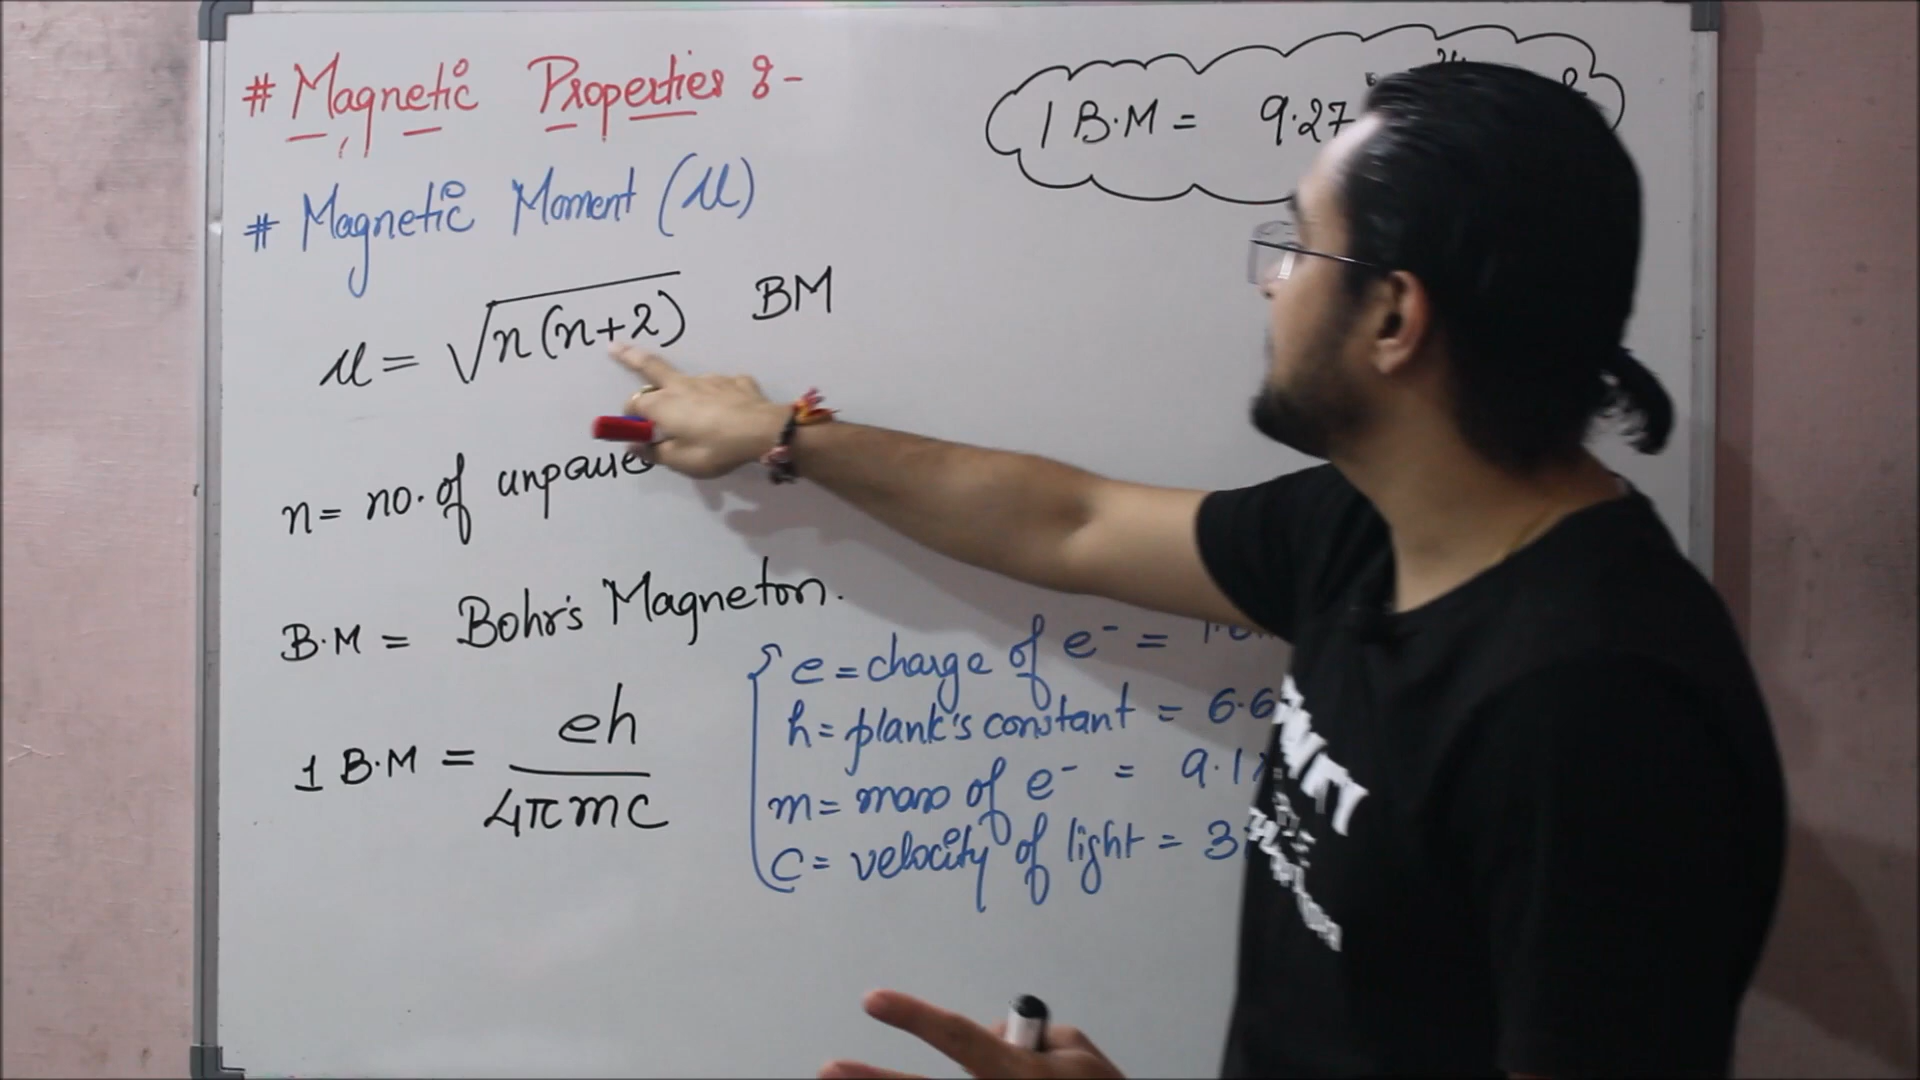 # Magnetic Properties :-
1 B.M = 9.27
# Magnetic Moment (μ)
μ = √n(n+2) BM
n = no. of
B.M = Bohr's Magneton.
1 B.M = eh / 4πmc
e = charge of e⁻ =
h = plank's constant = 6.6
m = mass of e⁻ = 9.1
c = velocity of light = 3